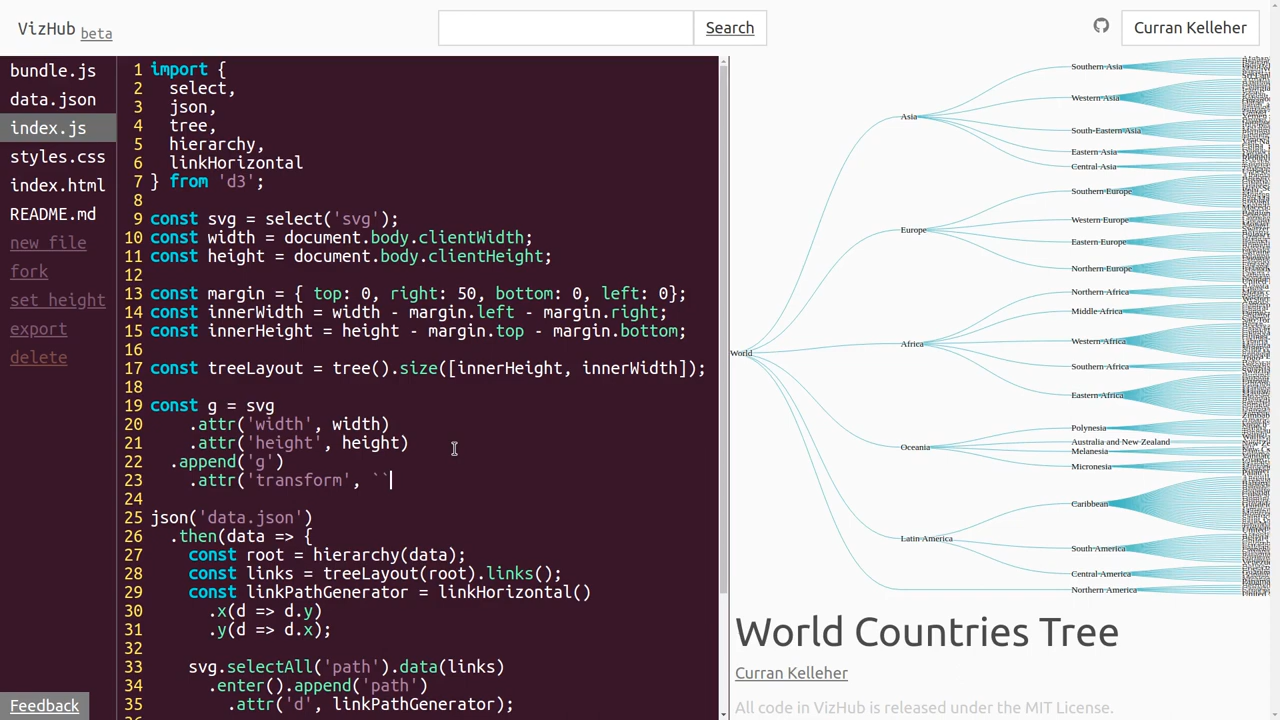 VizHub beta
Search
Curran Kelleher
bundle.js
data.json
index.js
styles.css
index.html
README.md
new file
fork
set height
export
delete
Feedback
1 import {
2 select,
3 json,
4 tree,
5 hierarchy,
6 linkHorizontal
7 } from 'd3';
8
9 const svg = select('svg');
10 const width = document.body.clientWidth;
11 const height = document.body.clientHeight;
12
13 const margin = { top: 0, right: 50, bottom: 0, left: 0};
14 const innerWidth = width - margin.left - margin.right;
15 const innerHeight = height - margin.top - margin.bottom;
16
17 const treeLayout = tree().size([innerHeight, innerWidth]);
18
19 const g = svg
20 .attr('width', width)
21 .attr('height', height)
22 .append('g')
23 .attr('transform', ``
24
25 json('data.json')
26 .then(data => {
27 const root = hierarchy(data);
28 const links = treeLayout(root).links();
29 const linkPathGenerator = linkHorizontal()
30 .x(d => d.y)
31 .y(d => d.x);
32
33 svg.selectAll('path').data(links)
34 .enter().append('path')
35 .attr('d', linkPathGenerator);
World
Asia
Europe
Africa
Oceania
Latin America
Southern Asia
Western Asia
South-Eastern Asia
Eastern Asia
Central Asia
Southern Europe
Western Europe
Eastern Europe
Northern Europe
Northern Africa
Middle Africa
Western Africa
Southern Africa
Eastern Africa
Polynesia
Australia and New Zealand
Melanesia
Micronesia
Caribbean
South America
Central America
Northern America
World Countries Tree
Curran Kelleher
All code in VizHub is released under the MIT License.